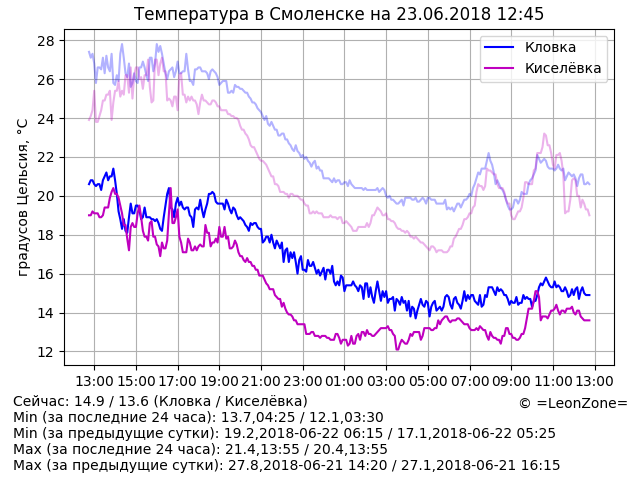 Температура в Смоленске на 23.06.2018 12:45
градусов Цельсия, °C
28
26
24
22
20
18
16
14
12
Кловка
Киселёвка
13:00 15:00 17:00 19:00 21:00 23:00 01:00 03:00 05:00 07:00 09:00 11:00 13:00
© =LeonZone=
Сейчас: 14.9 / 13.6 (Кловка / Киселёвка)
Min (за последние 24 часа): 13.7,04:25 / 12.1,03:30
Min (за предыдущие сутки): 19.2,2018-06-22 06:15 / 17.1,2018-06-22 05:25
Max (за последние 24 часа): 21.4,13:55 / 20.4,13:55
Max (за предыдущие сутки): 27.8,2018-06-21 14:20 / 27.1,2018-06-21 16:15